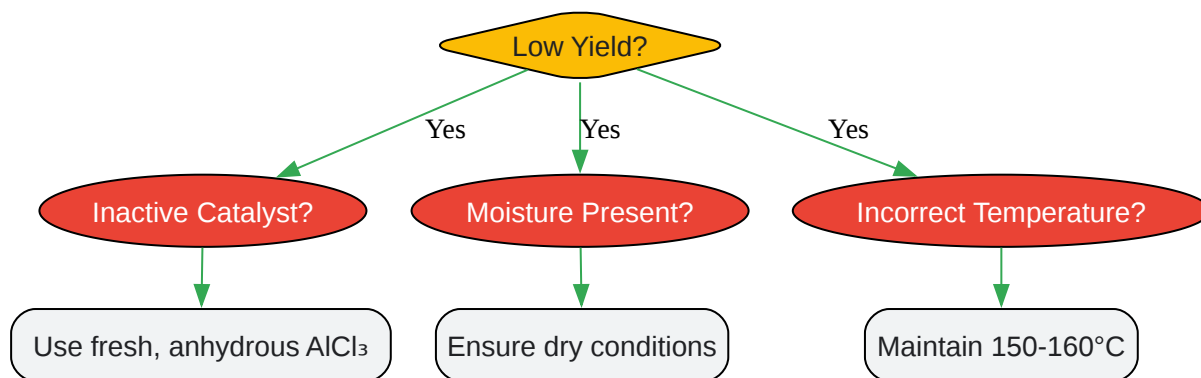 Low Yield?
Yes
Yes
Yes
Inactive Catalyst?
Moisture Present?
Incorrect Temperature?
Use fresh, anhydrous AlCl₃
Ensure dry conditions
Maintain 150-160°C